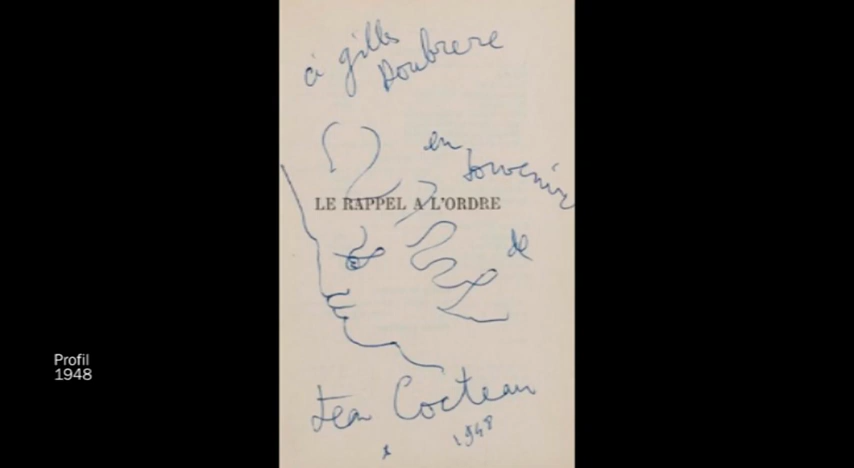 à gilles
Doubrere
en
souvenir
LE RAPPEL A L'ORDRE
de
Jean Cocteau
1948
Profil
1948